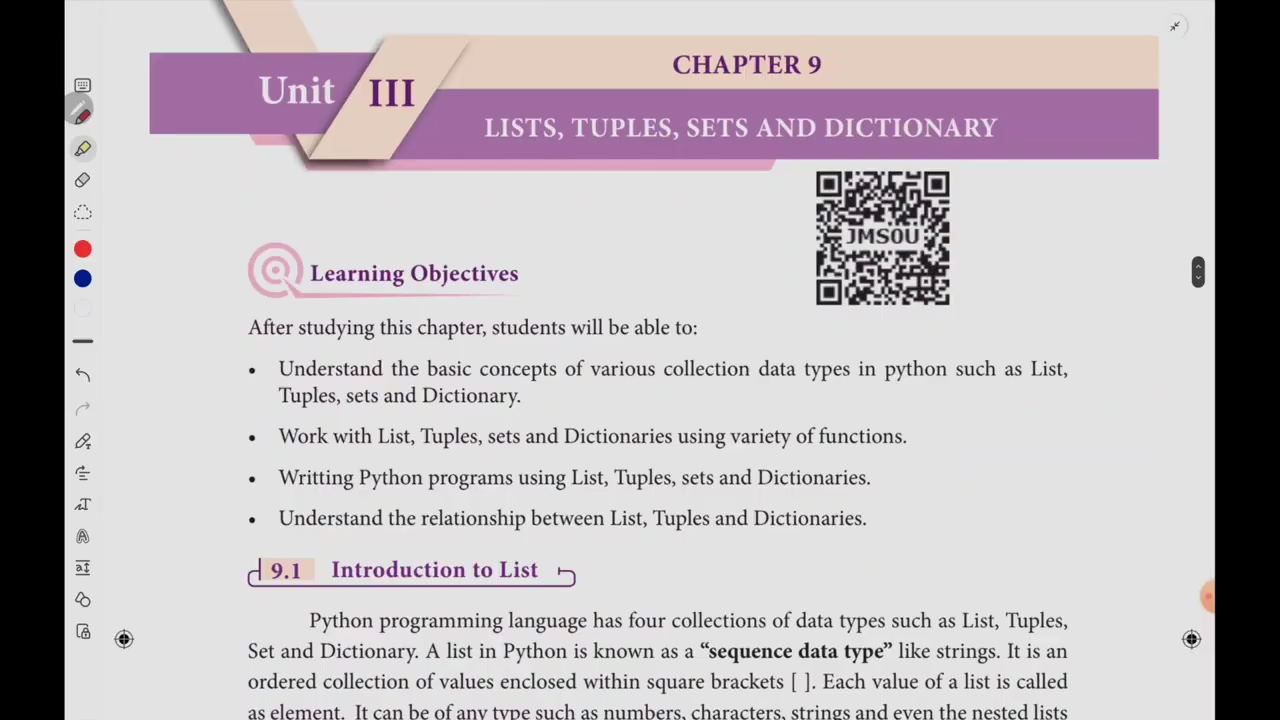 Unit III
CHAPTER 9
LISTS, TUPLES, SETS AND DICTIONARY
JMS0U
Learning Objectives
After studying this chapter, students will be able to:
• Understand the basic concepts of various collection data types in python such as List,
Tuples, sets and Dictionary.
• Work with List, Tuples, sets and Dictionaries using variety of functions.
• Writting Python programs using List, Tuples, sets and Dictionaries.
• Understand the relationship between List, Tuples and Dictionaries.
9.1 Introduction to List
Python programming language has four collections of data types such as List, Tuples,
Set and Dictionary. A list in Python is known as a “sequence data type” like strings. It is an
ordered collection of values enclosed within square brackets [ ]. Each value of a list is called
as element. It can be of any type such as numbers, characters, strings and even the nested lists